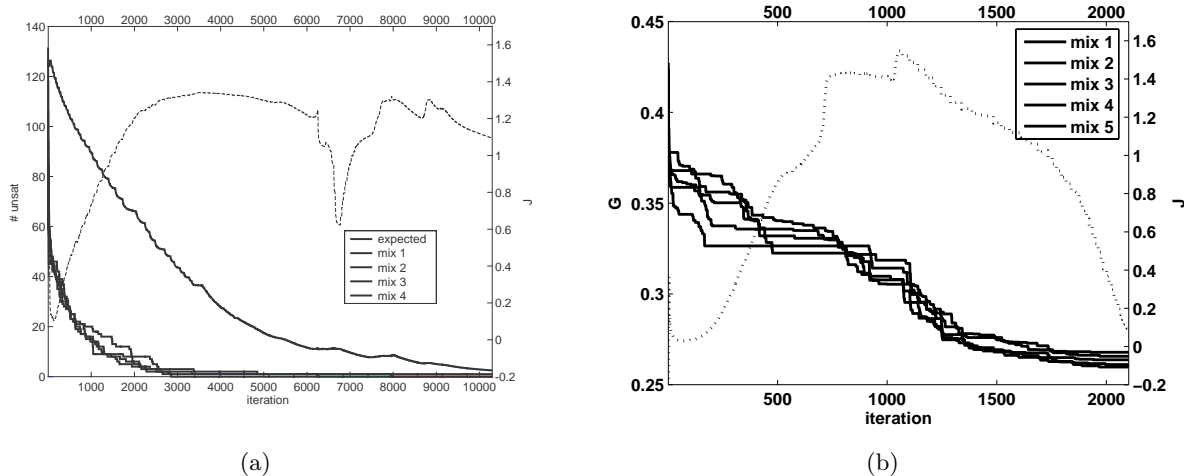 1000 2000 3000 4000 5000 6000 7000 8000 9000 10000
140
120
100
80
60
40
20
0
# unsat
1.6
1.4
1.2
1
0.8
0.6
0.4
0.2
0
-0.2
J
expected
mix 1
mix 2
mix 3
mix 4
1000 2000 3000 4000 5000 6000 7000 8000 9000 10000
iteration
(a)
500 1000 1500 2000
0.45
0.4
0.35
0.3
0.25
G
mix 1
mix 2
mix 3
mix 4
mix 5
1.6
1.4
1.2
1
0.8
0.6
0.4
0.2
0
−0.2
J
500 1000 1500 2000
iteration
(b)